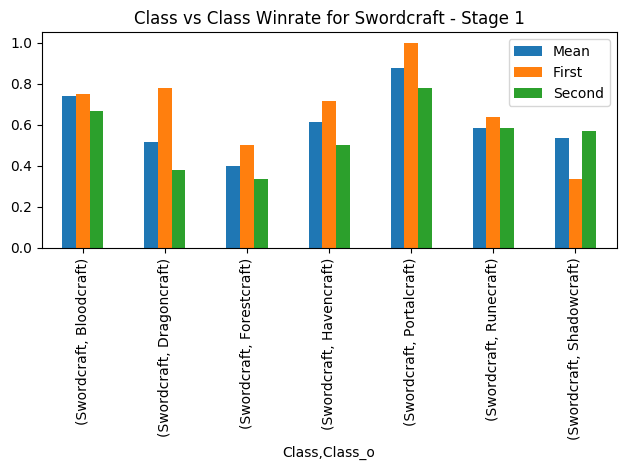 Class vs Class Winrate for Swordcraft - Stage 1
Mean
First
Second
1.0
0.8
0.6
0.4
0.2
0.0
(Swordcraft, Bloodcraft)
(Swordcraft, Dragoncraft)
(Swordcraft, Forestcraft)
(Swordcraft, Havencraft)
(Swordcraft, Portalcraft)
(Swordcraft, Runecraft)
(Swordcraft, Shadowcraft)
Class,Class_o